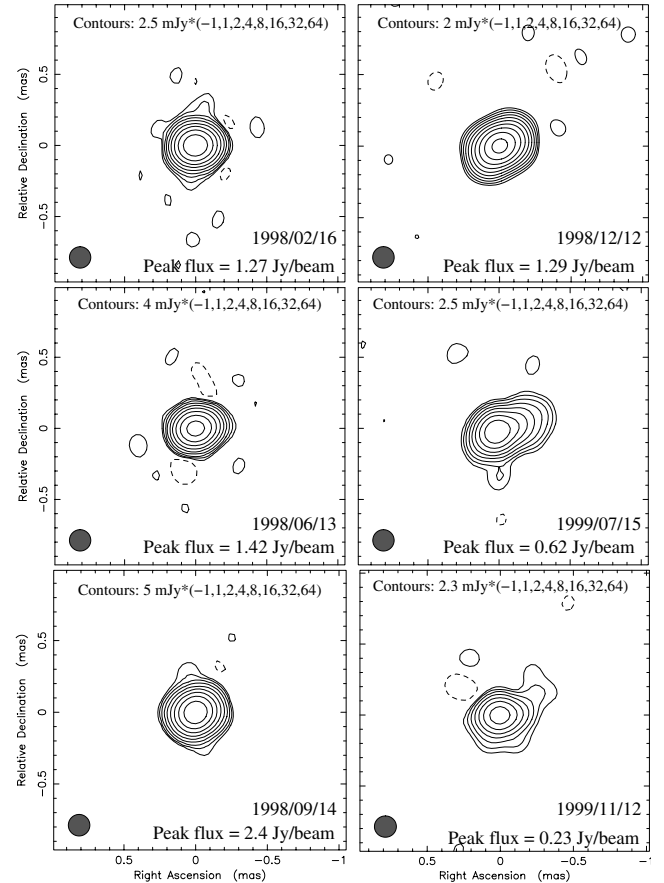 Contours: 2.5 mJy*(−1,1,2,4,8,16,32,64)
Relative Declination (mas)
0.5
0
−0.5
1998/02/16
Peak flux = 1.27 Jy/beam
Contours: 2 mJy*(−1,1,2,4,8,16,32,64)
1998/12/12
Peak flux = 1.29 Jy/beam
Contours: 4 mJy*(−1,1,2,4,8,16,32,64)
Relative Declination (mas)
0.5
0
−0.5
1998/06/13
Peak flux = 1.42 Jy/beam
Contours: 2.5 mJy*(−1,1,2,4,8,16,32,64)
1999/07/15
Peak flux = 0.62 Jy/beam
Contours: 5 mJy*(−1,1,2,4,8,16,32,64)
Relative Declination (mas)
0.5
0
−0.5
1998/09/14
Peak flux = 2.4 Jy/beam
0.5 0 −0.5 −1
Right Ascension (mas)
Contours: 2.3 mJy*(−1,1,2,4,8,16,32,64)
1999/11/12
Peak flux = 0.23 Jy/beam
0.5 0 −0.5 −1
Right Ascension (mas)